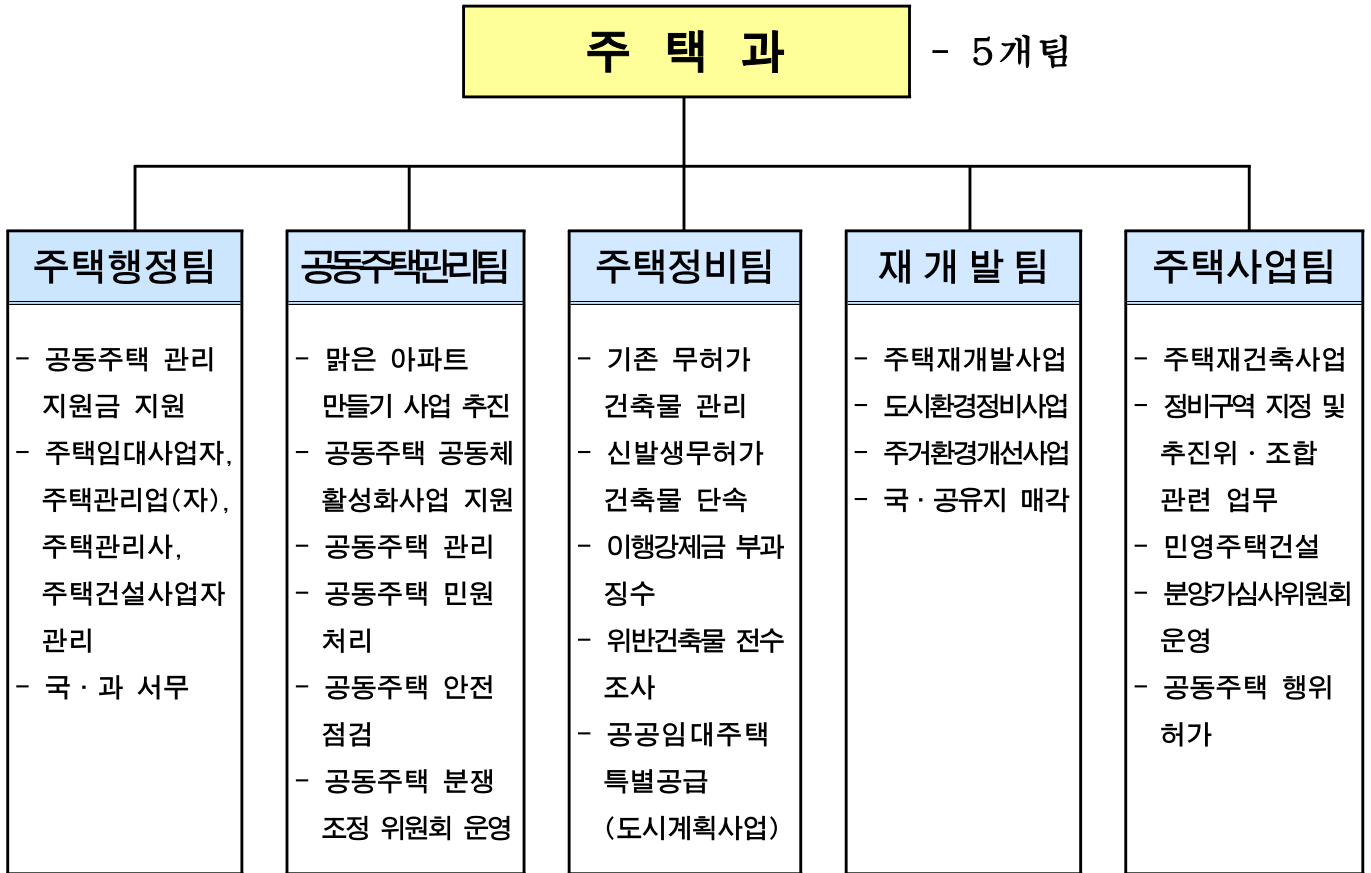 주 택 과 - 5개팀
주택행정팀
- 공동주택 관리
지원금 지원
- 주택임대사업자,
주택관리업(자),
주택관리사,
주택건설사업자
관리
- 국·과 서무
공동주택관리팀
- 맑은 아파트
만들기 사업 추진
- 공동주택 공동체
활성화사업 지원
- 공동주택 관리
- 공동주택 민원
처리
- 공동주택 안전
점검
- 공동주택 분쟁
조정 위원회 운영
주택정비팀
- 기존 무허가
건축물 관리
- 신발생무허가
건축물 단속
- 이행강제금 부과
징수
- 위반건축물 전수
조사
- 공공임대주택
특별공급
(도시계획사업)
재 개 발 팀
- 주택재개발사업
- 도시환경정비사업
- 주거환경개선사업
- 국·공유지 매각
주택사업팀
- 주택재건축사업
- 정비구역 지정 및
추진위·조합
관련 업무
- 민영주택건설
- 분양가심사위원회
운영
- 공동주택 행위
허가